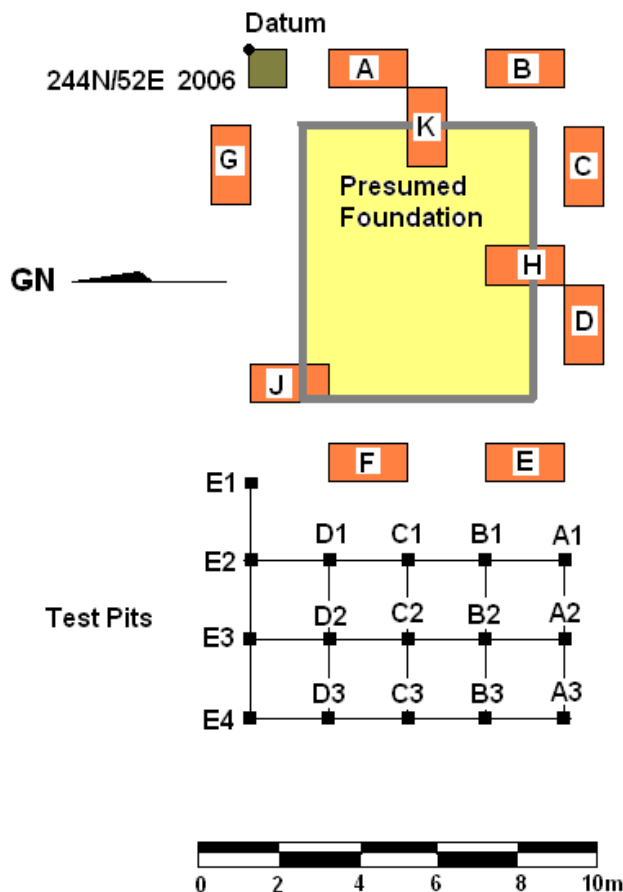 Datum
244N/52E 2006
A
B
K
G
C
Presumed
Foundation
GN
H
D
J
F
E
E1
D1 C1 B1 A1
E2
Test Pits
D2 C2 B2 A2
E3
D3 C3 B3 A3
E4
0 2 4 6 8 10m